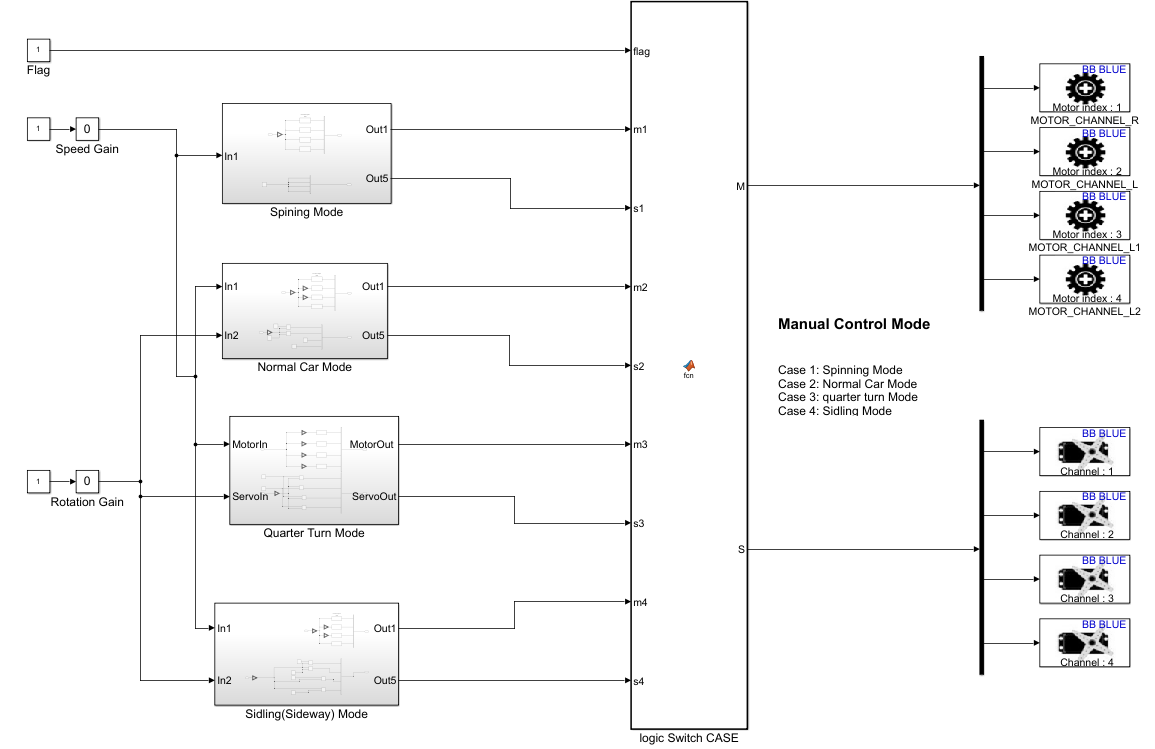 1
Flag
1
0
Speed Gain
In1
Out1
Out5
Spining Mode
In1
In2
Out1
Out5
Normal Car Mode
1
0
Rotation Gain
MotorIn
ServoIn
MotorOut
ServoOut
Quarter Turn Mode
In1
In2
Out1
Out5
Sidling(Sideway) Mode
flag
m1
s1
m2
s2
m3
s3
m4
s4
fcn
M
S
logic Switch CASE
Manual Control Mode
Case 1: Spinning Mode
Case 2: Normal Car Mode
Case 3: quarter turn Mode
Case 4: Sidling Mode
BB BLUE
Motor index : 1
MOTOR_CHANNEL_R
BB BLUE
Motor index : 2
MOTOR_CHANNEL_L
BB BLUE
Motor index : 3
MOTOR_CHANNEL_L1
BB BLUE
Motor index : 4
MOTOR_CHANNEL_L2
BB BLUE
Channel : 1
BB BLUE
Channel : 2
BB BLUE
Channel : 3
BB BLUE
Channel : 4